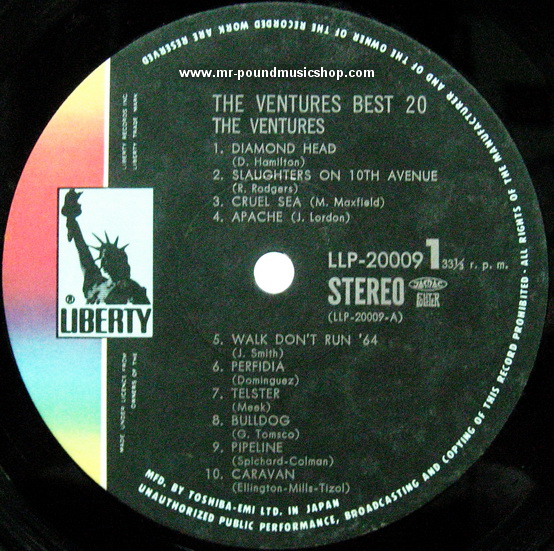 www.mr-poundmusicshop.com
THE VENTURES BEST 20
THE VENTURES
1. DIAMOND HEAD
(D. Hamilton)
2. SLAUGHTERS ON 10TH AVENUE
(R. Rodgers)
3. CRUEL SEA (M. Maxfield)
4. APACHE (J. Lordon)
LLP-20009 1 33⅓ r. p. m.
STEREO JASRAC
(LLP-20009-A)
® LIBERTY
5. WALK DON'T RUN '64
(J. Smith)
6. PERFIDIA
(Dominguez)
7. TELSTER
(Meek)
8. BULLDOG
(G. Tomsco)
9. PIPELINE
(Spichard-Colman)
10. CARAVAN
(Ellington-Mills-Tizol)
LIBERTY RECORDS INC.
LIBERTY TRADE MARK
MADE UNDER LICENCE FROM
OWNERS OF THE
MFD. BY TOSHIBA-EMI LTD. IN JAPAN
UNAUTHORIZED PUBLIC PERFORMANCE, BROADCASTING AND COPYING OF THIS RECORD PROHIBITED · ALL RIGHTS OF THE MANUFACTURER AND OF THE OWNER OF THE RECORDED WORK ARE RESERVED